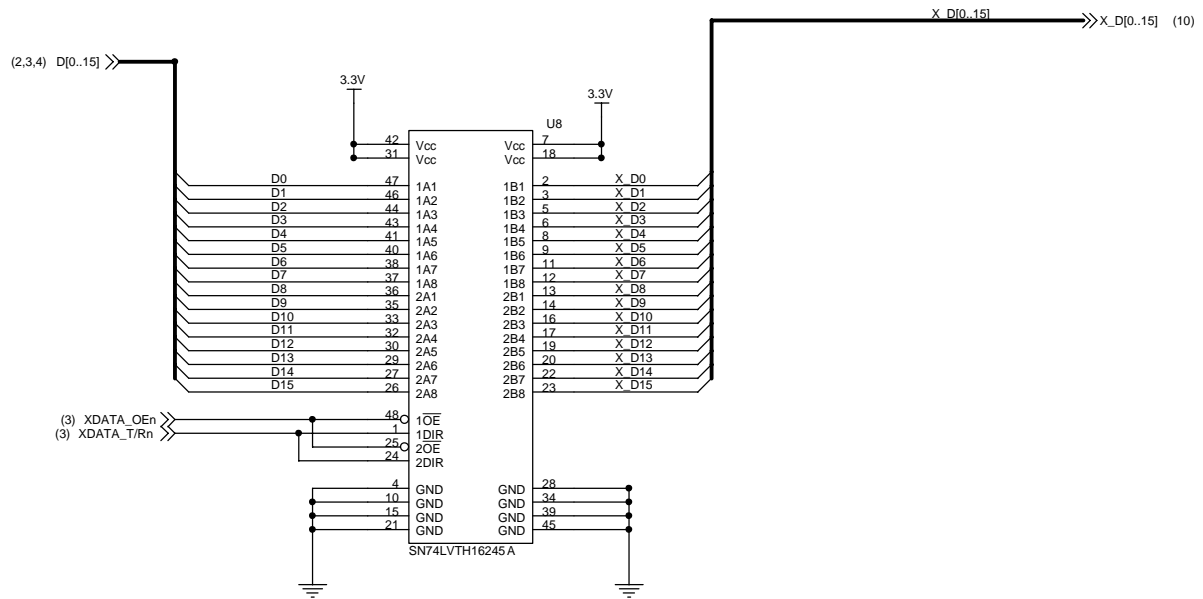 X_D[0..15]
X_D[0..15] (10)
(2,3,4) D[0..15]
3.3V
3.3V
U8
42 Vcc Vcc 7
31 Vcc Vcc 18
D0 47 1A1 1B1 2 X_D0
D1 46 1A2 1B2 3 X_D1
D2 44 1A3 1B3 5 X_D2
D3 43 1A4 1B4 6 X_D3
D4 41 1A5 1B5 8 X_D4
D5 40 1A6 1B6 9 X_D5
D6 38 1A7 1B7 11 X_D6
D7 37 1A8 1B8 12 X_D7
D8 36 2A1 2B1 13 X_D8
D9 35 2A2 2B2 14 X_D9
D10 33 2A3 2B3 16 X_D10
D11 32 2A4 2B4 17 X_D11
D12 30 2A5 2B5 19 X_D12
D13 29 2A6 2B6 20 X_D13
D14 27 2A7 2B7 22 X_D14
D15 26 2A8 2B8 23 X_D15
(3) XDATA_OEn 48 1OE
(3) XDATA_T/Rn 1 1DIR
25 2OE
24 2DIR
4 GND GND 28
10 GND GND 34
15 GND GND 39
21 GND GND 45
SN74LVTH16245A